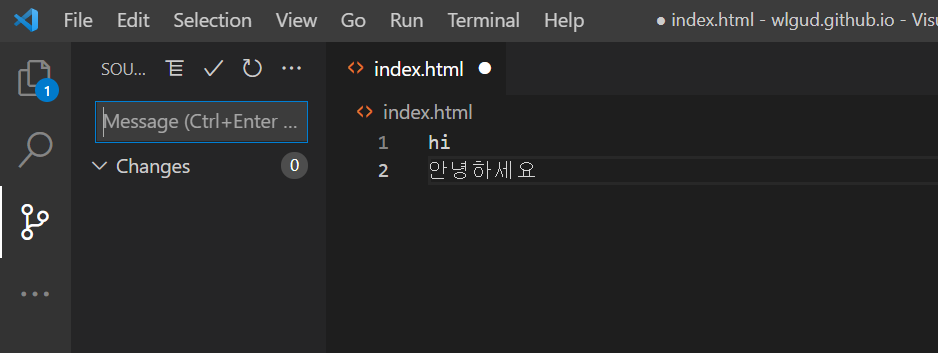 File Edit Selection View Go Run Terminal Help ● index.html - wlgud.github.io - Visu
1
SOU...
index.html ●
Message (Ctrl+Enter ...
index.html
Changes 0
1 hi
2 안녕하세요